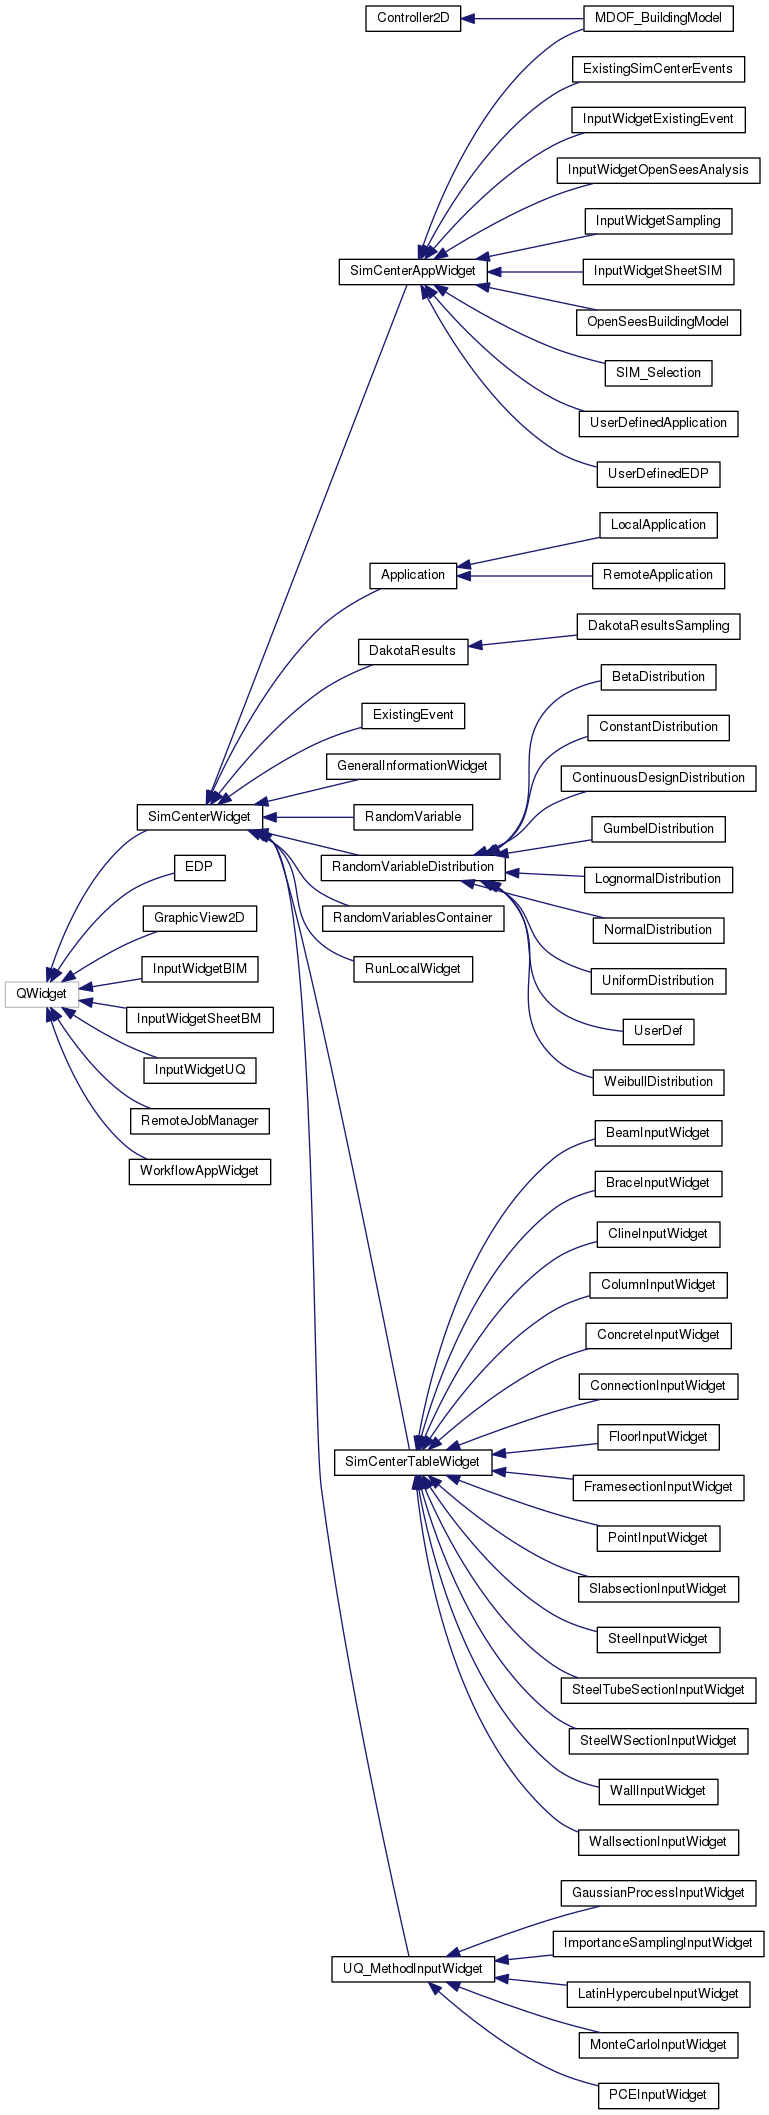 Controller2D
MDOF_BuildingModel
ExistingSimCenterEvents
InputWidgetExistingEvent
InputWidgetOpenSeesAnalysis
InputWidgetSampling
SimCenterAppWidget
InputWidgetSheetSIM
OpenSeesBuildingModel
SIM_Selection
UserDefinedApplication
UserDefinedEDP
LocalApplication
Application
RemoteApplication
DakotaResultsSampling
DakotaResults
BetaDistribution
ExistingEvent
ConstantDistribution
GeneralInformationWidget
ContinuousDesignDistribution
SimCenterWidget
RandomVariable
GumbelDistribution
EDP
RandomVariableDistribution
LognormalDistribution
GraphicView2D
RandomVariablesContainer
NormalDistribution
InputWidgetBIM
RunLocalWidget
UniformDistribution
QWidget
InputWidgetSheetBM
UserDef
InputWidgetUQ
WeibullDistribution
RemoteJobManager
BeamInputWidget
WorkflowAppWidget
BraceInputWidget
ClineInputWidget
ColumnInputWidget
ConcreteInputWidget
ConnectionInputWidget
FloorInputWidget
SimCenterTableWidget
FramesectionInputWidget
PointInputWidget
SlabsectionInputWidget
SteelInputWidget
SteelTubeSectionInputWidget
SteelWSectionInputWidget
WallInputWidget
WallsectionInputWidget
GaussianProcessInputWidget
ImportanceSamplingInputWidget
UQ_MethodInputWidget
LatinHypercubeInputWidget
MonteCarloInputWidget
PCEInputWidget